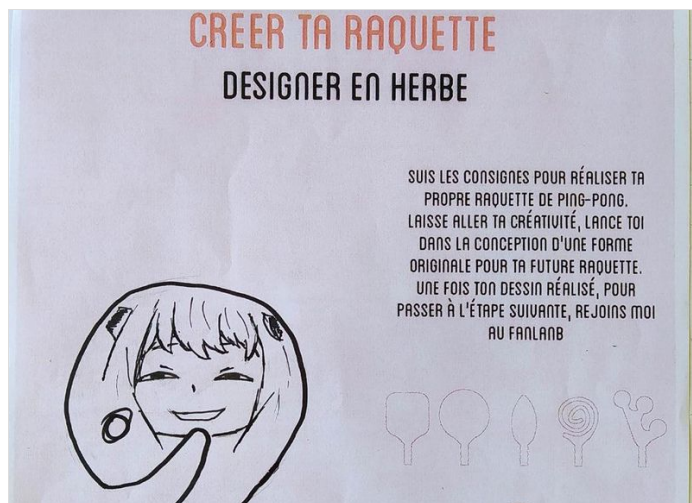 CREER TA RAQUETTE
DESIGNER EN HERBE
SUIS LES CONSIGNES POUR RÉALISER TA
PROPRE RAQUETTE DE PING-PONG.
LAISSE ALLER TA CRÉATIVITÉ, LANCE TOI
DANS LA CONCEPTION D'UNE FORME
ORIGINALE POUR TA FUTURE RAQUETTE.
UNE FOIS TON DESSIN RÉALISÉ, POUR
PASSER À L'ÉTAPE SUIVANTE, REJOINS MOI
AU FANLANB